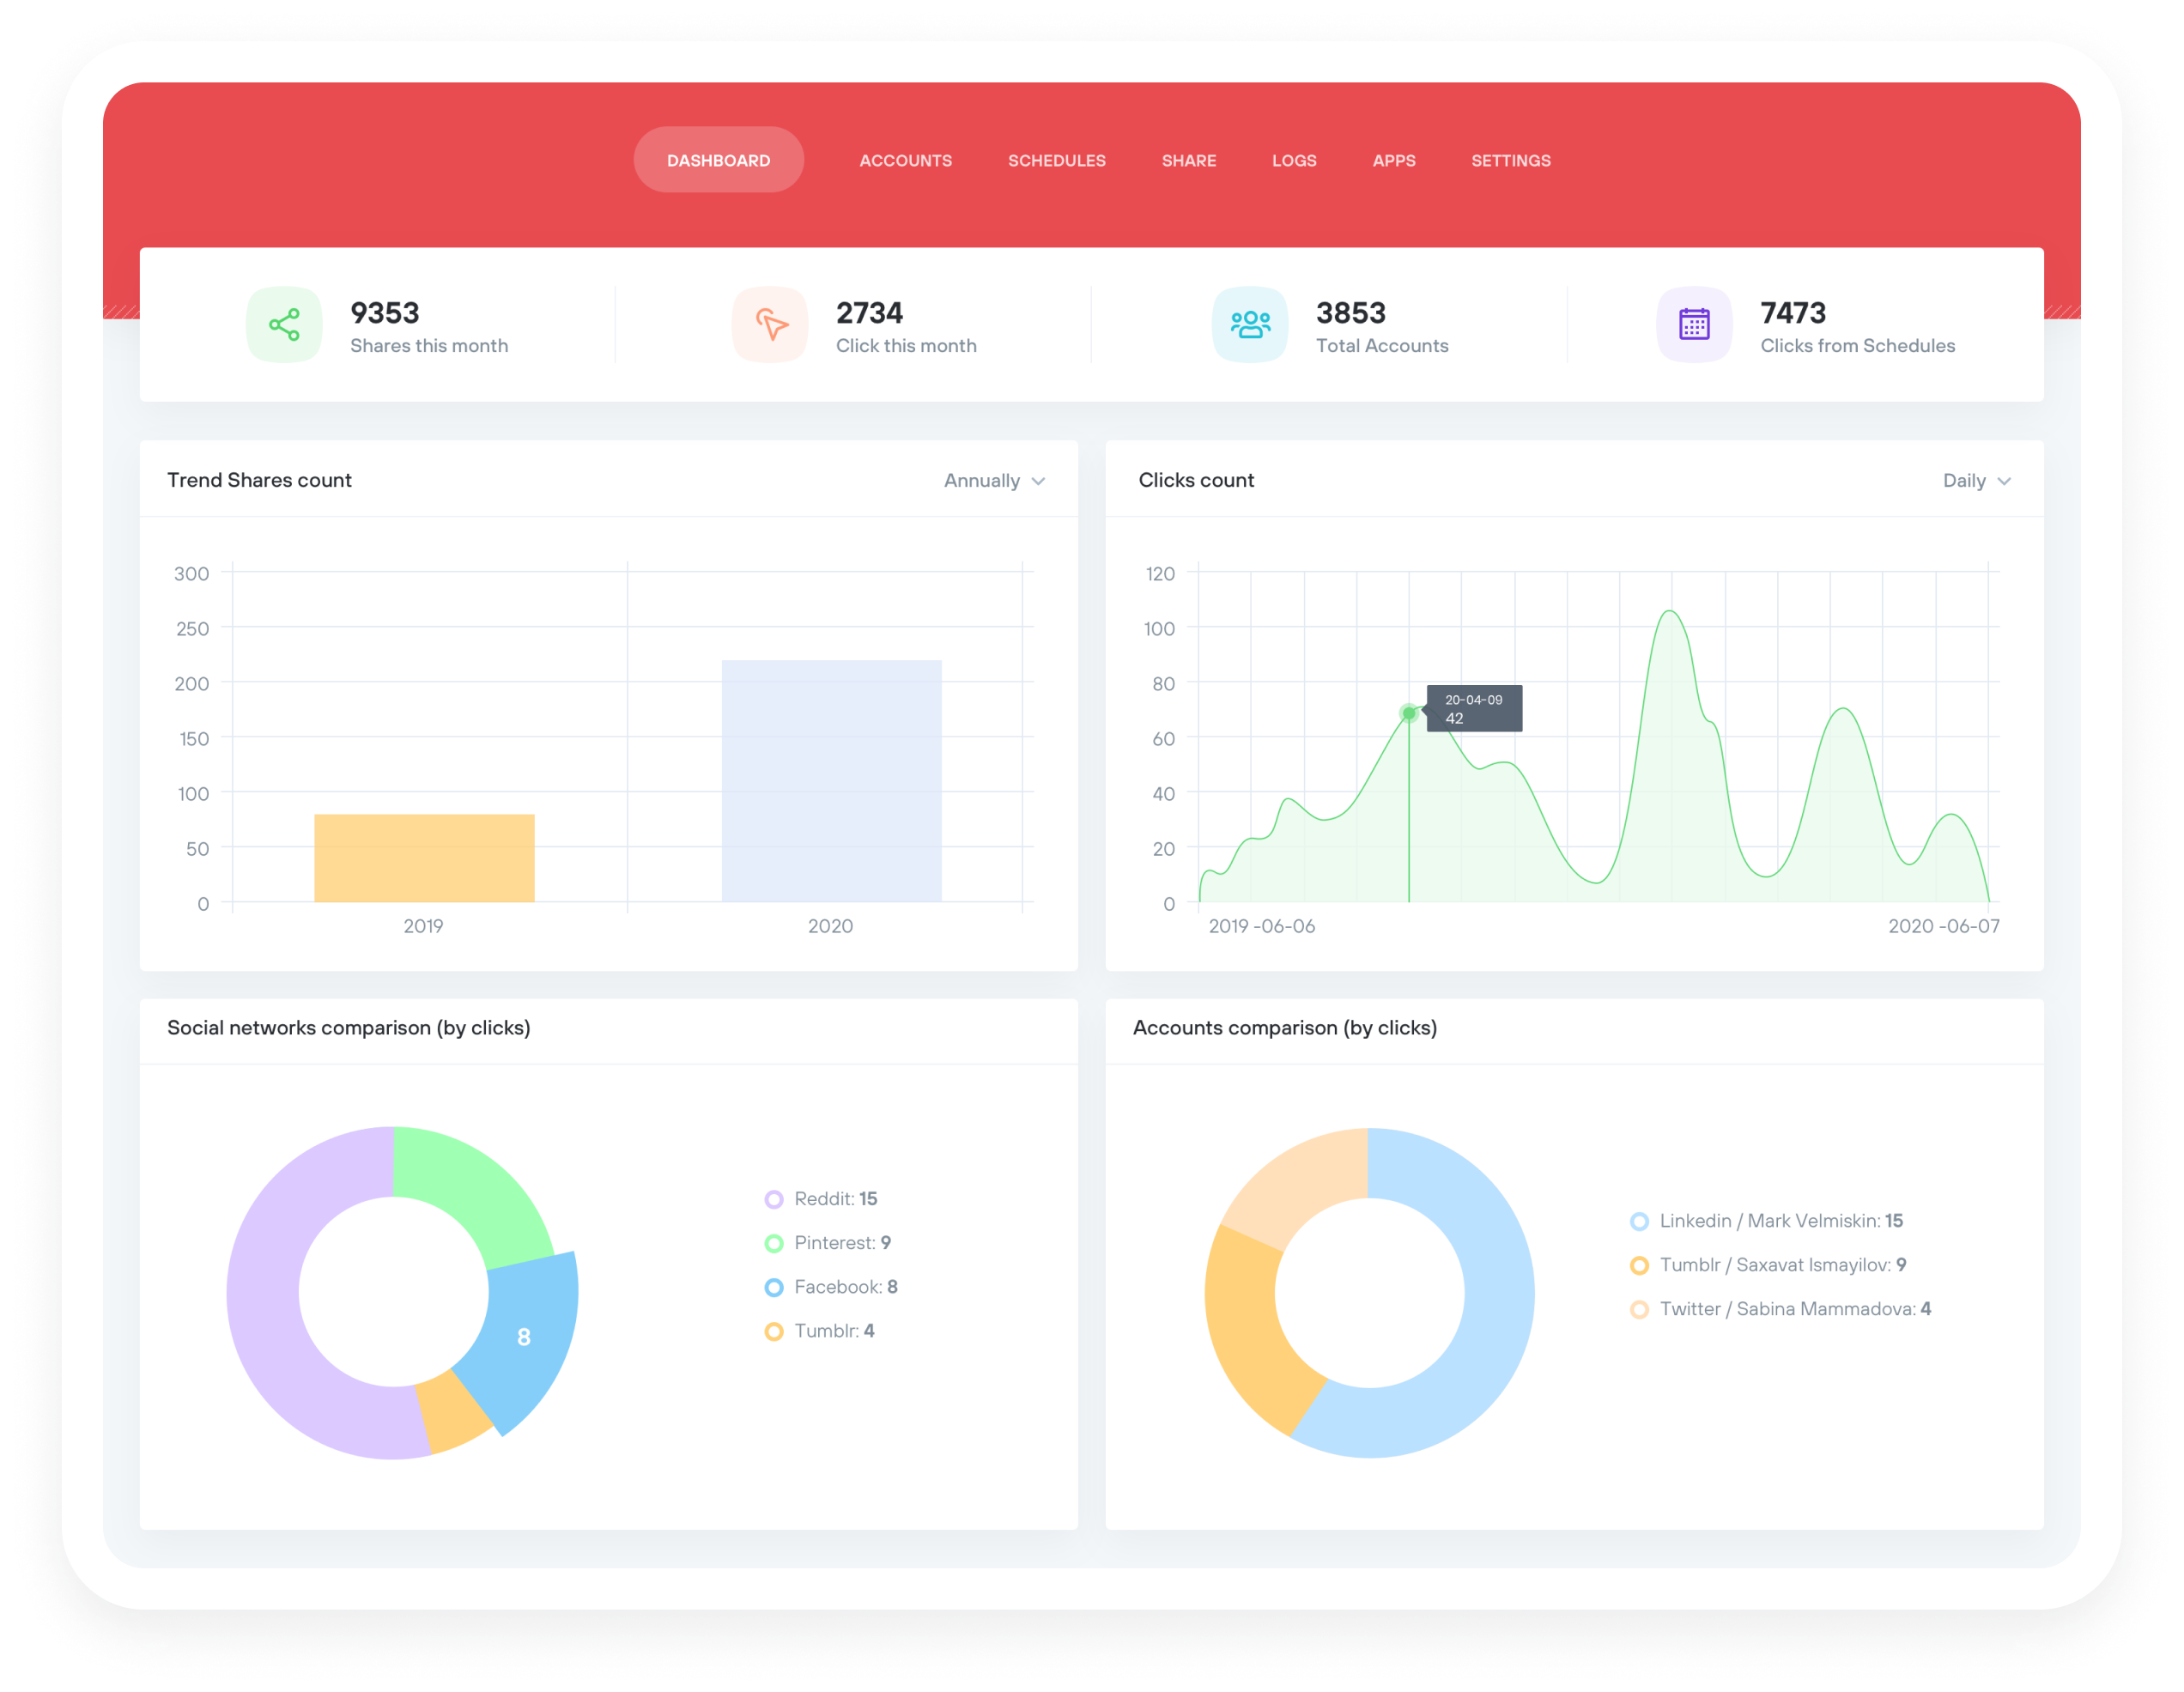 DASHBOARD ACCOUNTS SCHEDULES SHARE LOGS APPS SETTINGS
9353
Shares this month
2734
Click this month
3853
Total Accounts
7473
Clicks from Schedules
Trend Shares count
Annually
300
250
200
150
100
50
0
2019 2020
Clicks count
Daily
120
100
80
60
40
20
0
20-04-09
42
2019 -06-06 2020 -06-07
Social networks comparison (by clicks)
8
Reddit: 15
Pinterest: 9
Facebook: 8
Tumblr: 4
Accounts comparison (by clicks)
Linkedin / Mark Velmiskin: 15
Tumblr / Saxavat Ismayilov: 9
Twitter / Sabina Mammadova: 4